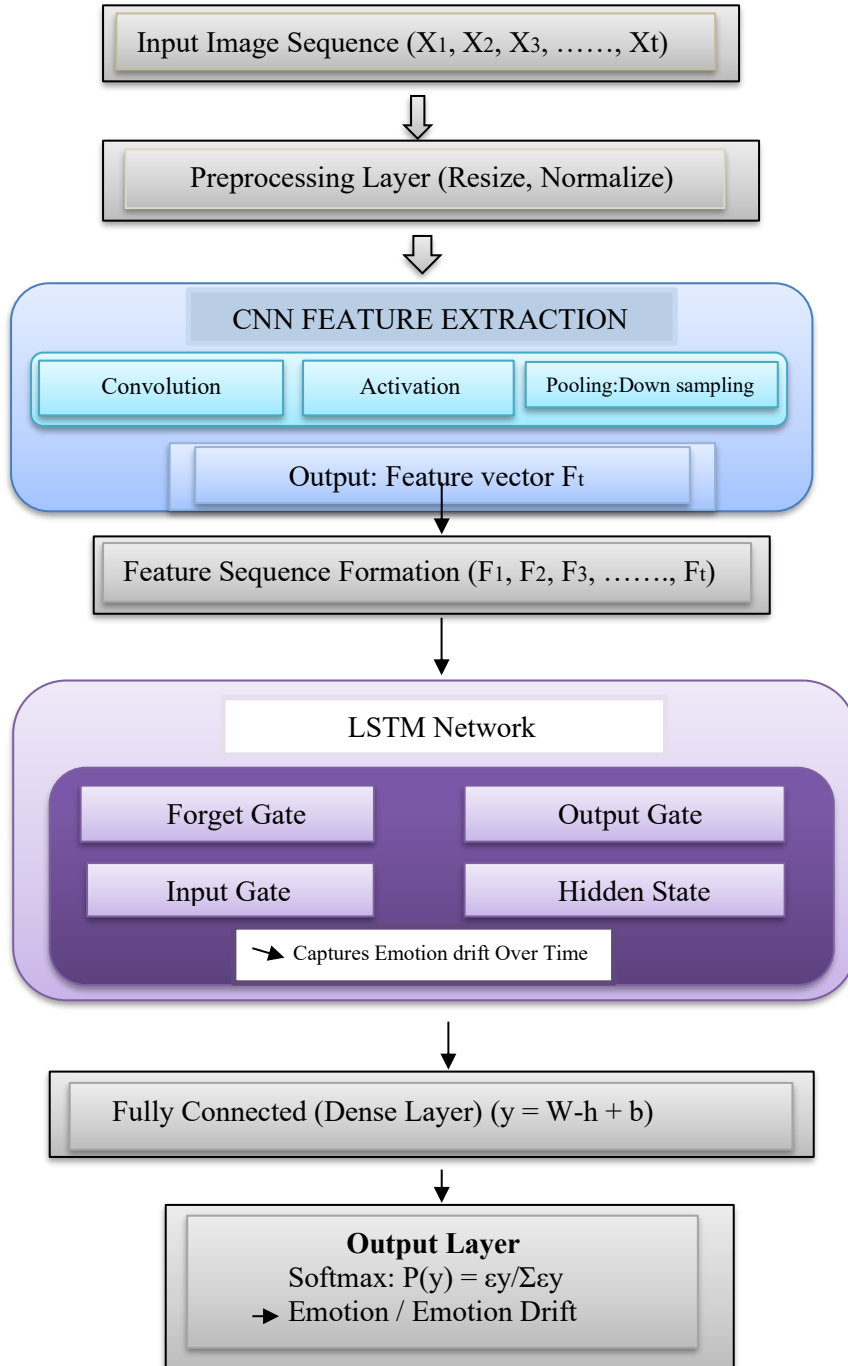 Input Image Sequence (X₁, X₂, X₃, ……, Xt)
Preprocessing Layer (Resize, Normalize)
CNN FEATURE EXTRACTION
Convolution
Activation
Pooling:Down sampling
Output: Feature vector Fₜ
Feature Sequence Formation (F₁, F₂, F₃, ……., Fₜ)
LSTM Network
Forget Gate
Output Gate
Input Gate
Hidden State
Captures Emotion drift Over Time
Fully Connected (Dense Layer) (y = W-h + b)
Output Layer
Softmax: P(y) = εy/Σεy
Emotion / Emotion Drift